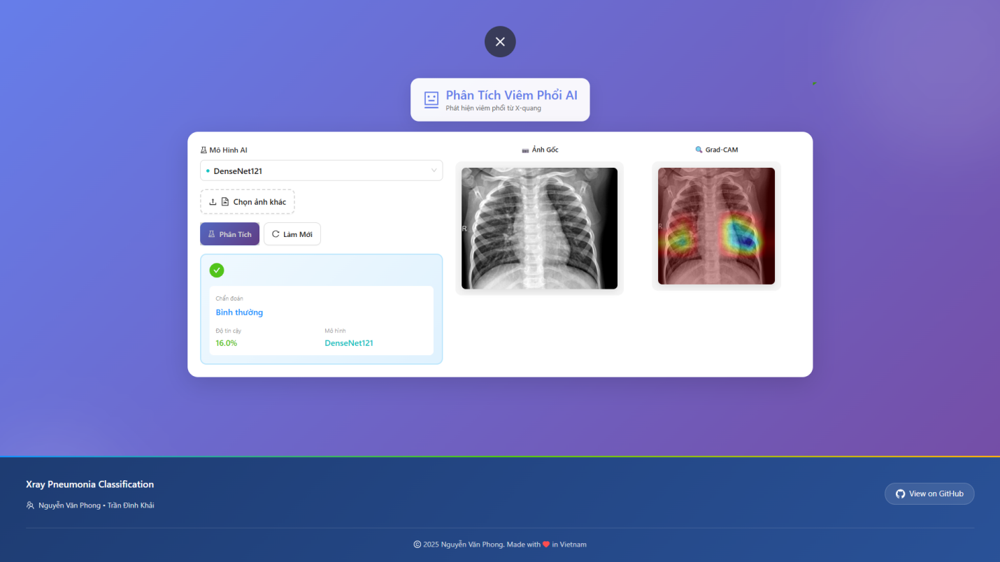 Phân Tích Viêm Phổi AI
Phát hiện viêm phổi từ X-quang
Mô Hình AI
DenseNet121
Chọn ảnh khác
Phân Tích
Làm Mới
Chẩn đoán
Bình thường
Độ tin cậy
Mô hình
16.0%
DenseNet121
Ảnh Gốc
R
Grad-CAM
R
Xray Pneumonia Classification
Nguyễn Văn Phong • Trần Đình Khải
View on GitHub
© 2025 Nguyễn Văn Phong. Made with ❤️ in Vietnam